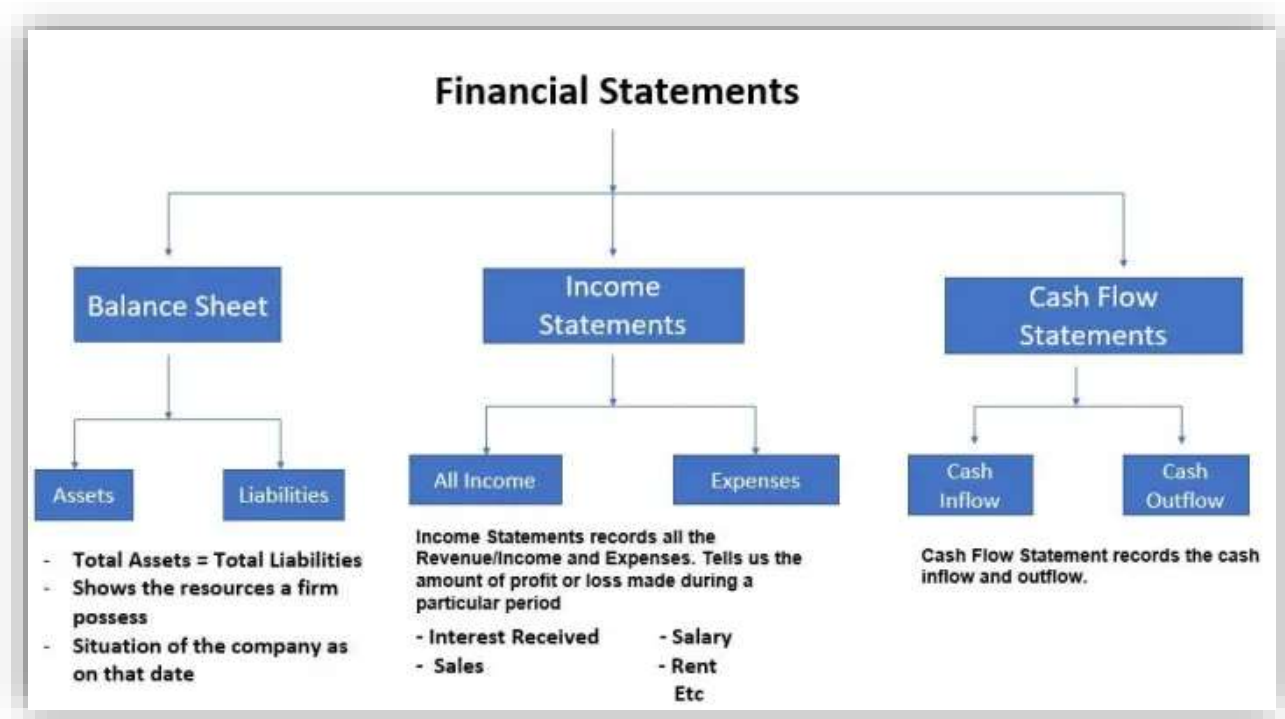 Financial Statements
Balance Sheet
Income
Statements
Cash Flow
Statements
Assets
Liabilities
All Income
Expenses
Cash
Inflow
Cash
Outflow
- Total Assets = Total Liabilities
- Shows the resources a firm
possess
- Situation of the company as
on that date
Income Statements records all the
Revenue/Income and Expenses. Tells us the
amount of profit or loss made during a
particular period
- Interest Received
- Sales
- Salary
- Rent
Etc
Cash Flow Statement records the cash
inflow and outflow.